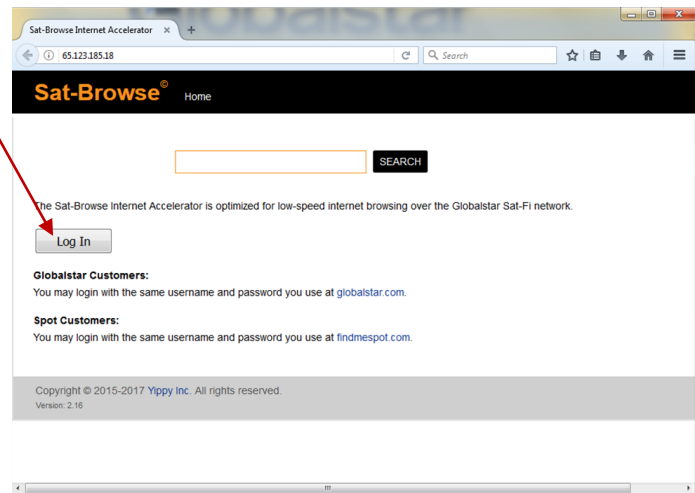 Globalstar
Sat-Browse Internet Accelerator × +
65.123.185.18 Search
Sat-Browse© Home
SEARCH
The Sat-Browse Internet Accelerator is optimized for low-speed internet browsing over the Globalstar Sat-Fi network.
Log In
Globalstar Customers:
You may login with the same username and password you use at globalstar.com.
Spot Customers:
You may login with the same username and password you use at findmespot.com.
Copyright © 2015-2017 Yippy Inc. All rights reserved.
Version: 2.16